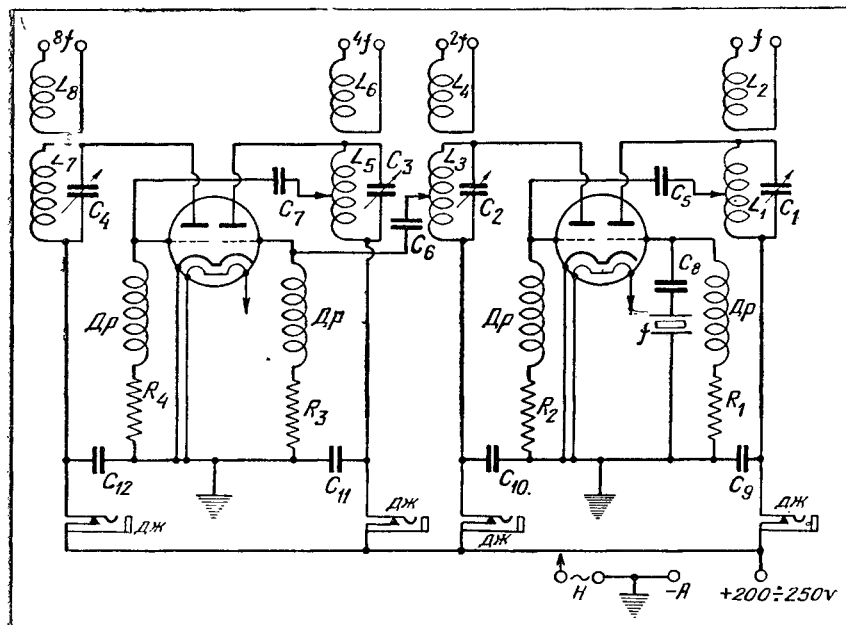 8f
4f
2f
f
L8
L6
L4
L2
L7
C4
C7
L5
C3
L3
C2
C5
L1
C1
C6
C8
Др
Др
Др
f
Др
R4
R3
R2
R1
C12
C11
C10.
C9
дж
дж
дж
дж
~ Н
-А
+200÷250v